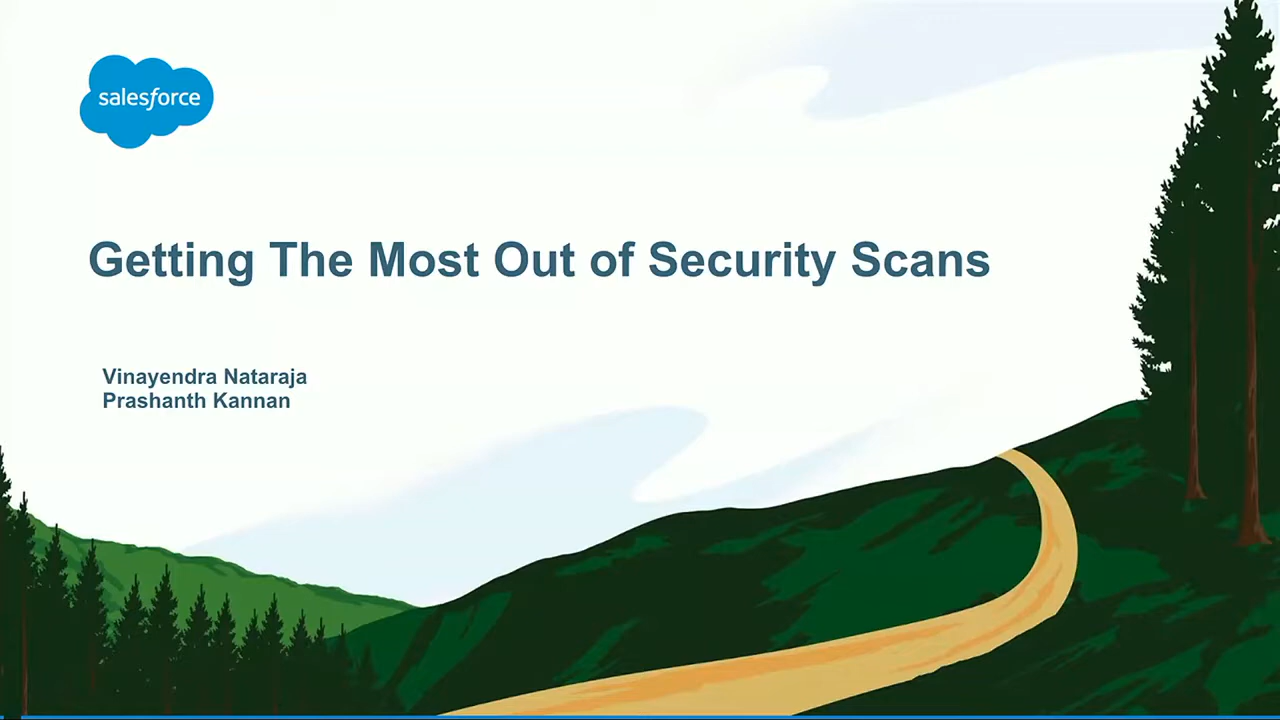 salesforce
Getting The Most Out of Security Scans
Vinayendra Nataraja
Prashanth Kannan